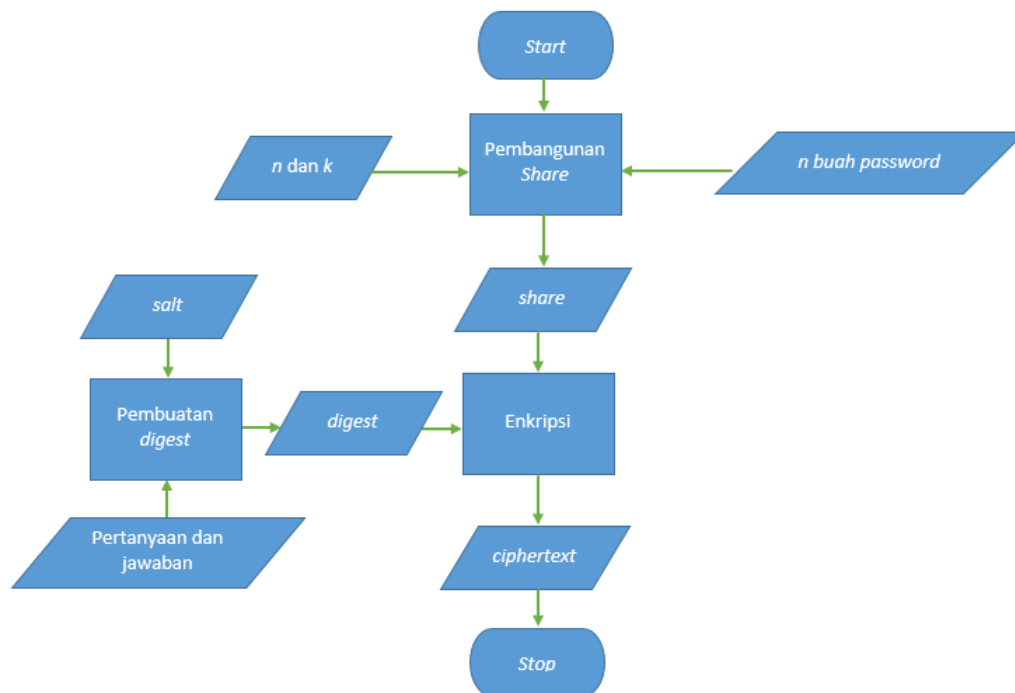 Start
n dan k
Pembangunan
Share
n buah password
salt
share
Pembuatan
digest
digest
Enkripsi
Pertanyaan dan
jawaban
ciphertext
Stop